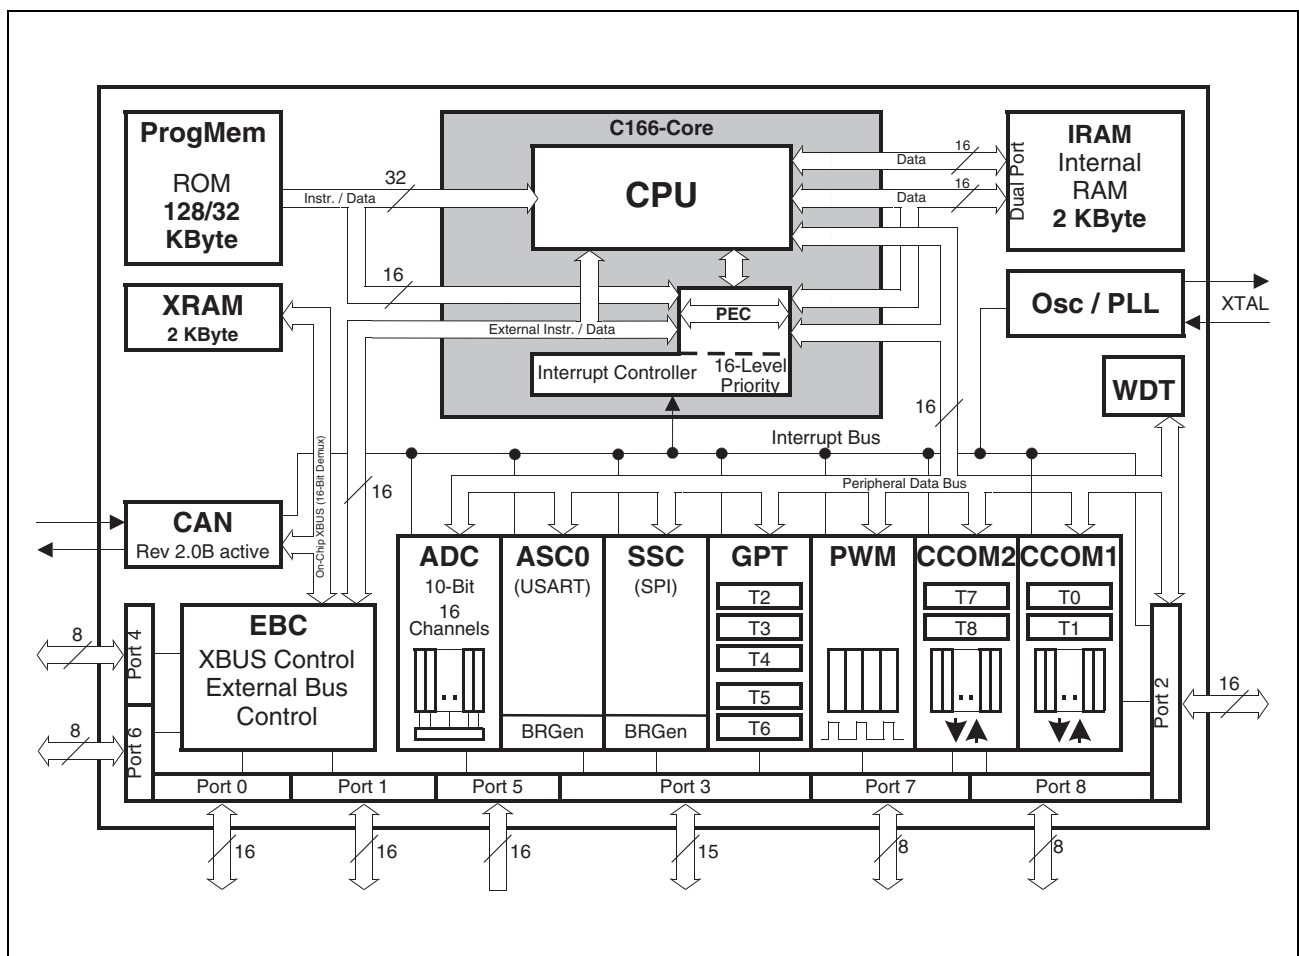 ProgMem
ROM
128/32
KByte
C166-Core
CPU
IRAM
Internal
RAM
2 KByte
Dual Port
16
Data
16
Data
32
Instr. / Data
16
XRAM
2 KByte
External Instr. / Data
PEC
Interrupt Controller
16-Level
Priority
Osc / PLL
XTAL
WDT
16
Interrupt Bus
Peripheral Data Bus
On-Chip XBUS (16-Bit Demux)
16
CAN
Rev 2.0B active
EBC
XBUS Control
External Bus
Control
ADC
10-Bit
16
Channels
ASC0
(USART)
BRGen
SSC
(SPI)
BRGen
GPT
T2
T3
T4
T5
T6
PWM
CCOM2
T7
T8
CCOM1
T0
T1
8
Port 4
8
Port 6
Port 2
16
Port 0
Port 1
Port 5
Port 3
Port 7
Port 8
16
16
16
15
8
8